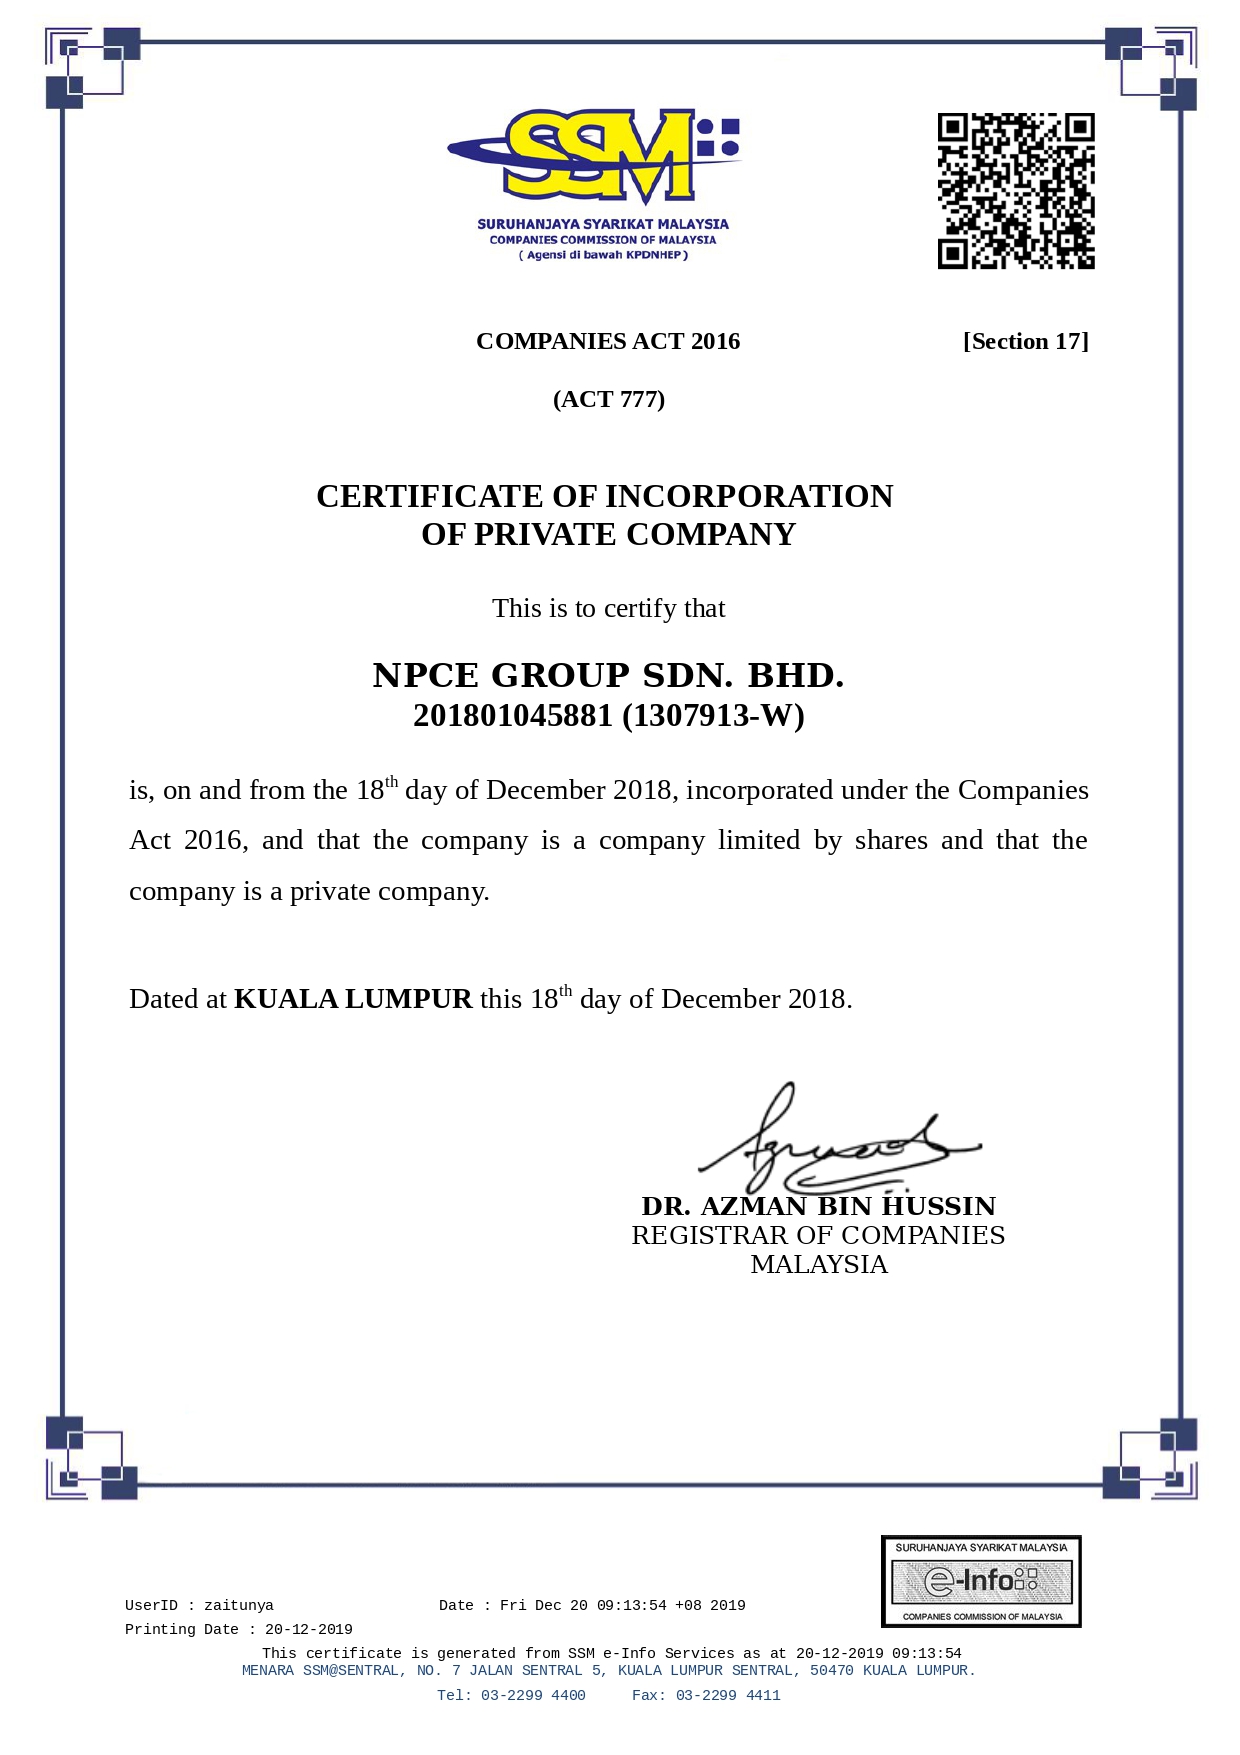 SSM
SURUHANJAYA SYARIKAT MALAYSIA
COMPANIES COMMISSION OF MALAYSIA
( Agensi di bawah KPDNHEP )
COMPANIES ACT 2016 [Section 17]
(ACT 777)
CERTIFICATE OF INCORPORATION
OF PRIVATE COMPANY
This is to certify that
NPCE GROUP SDN. BHD.
201801045881 (1307913-W)
is, on and from the 18th day of December 2018, incorporated under the Companies
Act 2016, and that the company is a company limited by shares and that the
company is a private company.
Dated at KUALA LUMPUR this 18th day of December 2018.
DR. AZMAN BIN HUSSIN
REGISTRAR OF COMPANIES
MALAYSIA
SURUHANJAYA SYARIKAT MALAYSIA
e-Info
COMPANIES COMMISSION OF MALAYSIA
UserID : zaitunya Date : Fri Dec 20 09:13:54 +08 2019
Printing Date : 20-12-2019
This certificate is generated from SSM e-Info Services as at 20-12-2019 09:13:54
MENARA SSM@SENTRAL, NO. 7 JALAN SENTRAL 5, KUALA LUMPUR SENTRAL, 50470 KUALA LUMPUR.
Tel: 03-2299 4400 Fax: 03-2299 4411